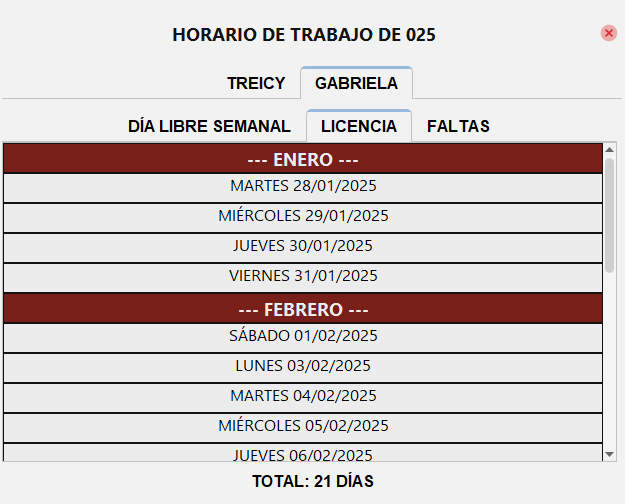 HORARIO DE TRABAJO DE 025
TREICY GABRIELA
DÍA LIBRE SEMANAL LICENCIA FALTAS
--- ENERO ---
MARTES 28/01/2025
MIÉRCOLES 29/01/2025
JUEVES 30/01/2025
VIERNES 31/01/2025
--- FEBRERO ---
SÁBADO 01/02/2025
LUNES 03/02/2025
MARTES 04/02/2025
MIÉRCOLES 05/02/2025
JUEVES 06/02/2025
TOTAL: 21 DÍAS